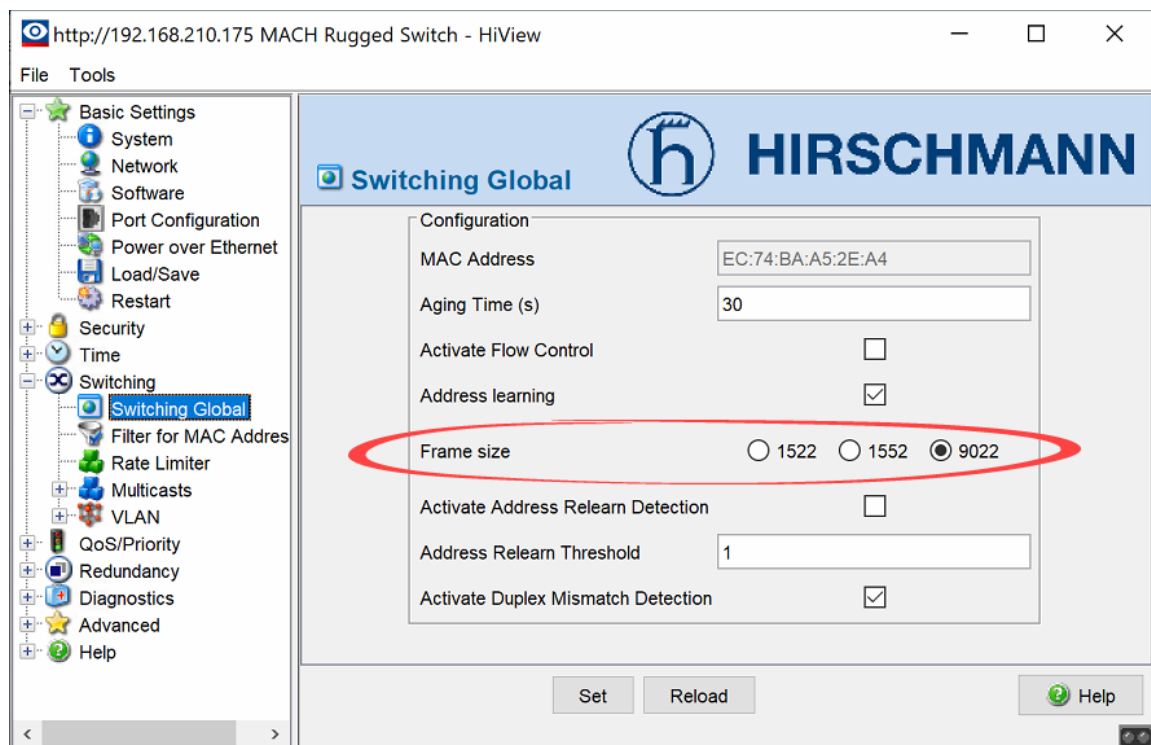 http://192.168.210.175 MACH Rugged Switch - HiView
File Tools
Basic Settings
System
Network
Software
Port Configuration
Power over Ethernet
Load/Save
Restart
Security
Time
Switching
Switching Global
Filter for MAC Addres
Rate Limiter
Multicasts
VLAN
QoS/Priority
Redundancy
Diagnostics
Advanced
Help
Switching Global
HIRSCHMANN
Configuration
MAC Address EC:74:BA:A5:2E:A4
Aging Time (s) 30
Activate Flow Control
Address learning
Frame size 1522 1552 9022
Activate Address Relearn Detection
Address Relearn Threshold 1
Activate Duplex Mismatch Detection
Set Reload Help